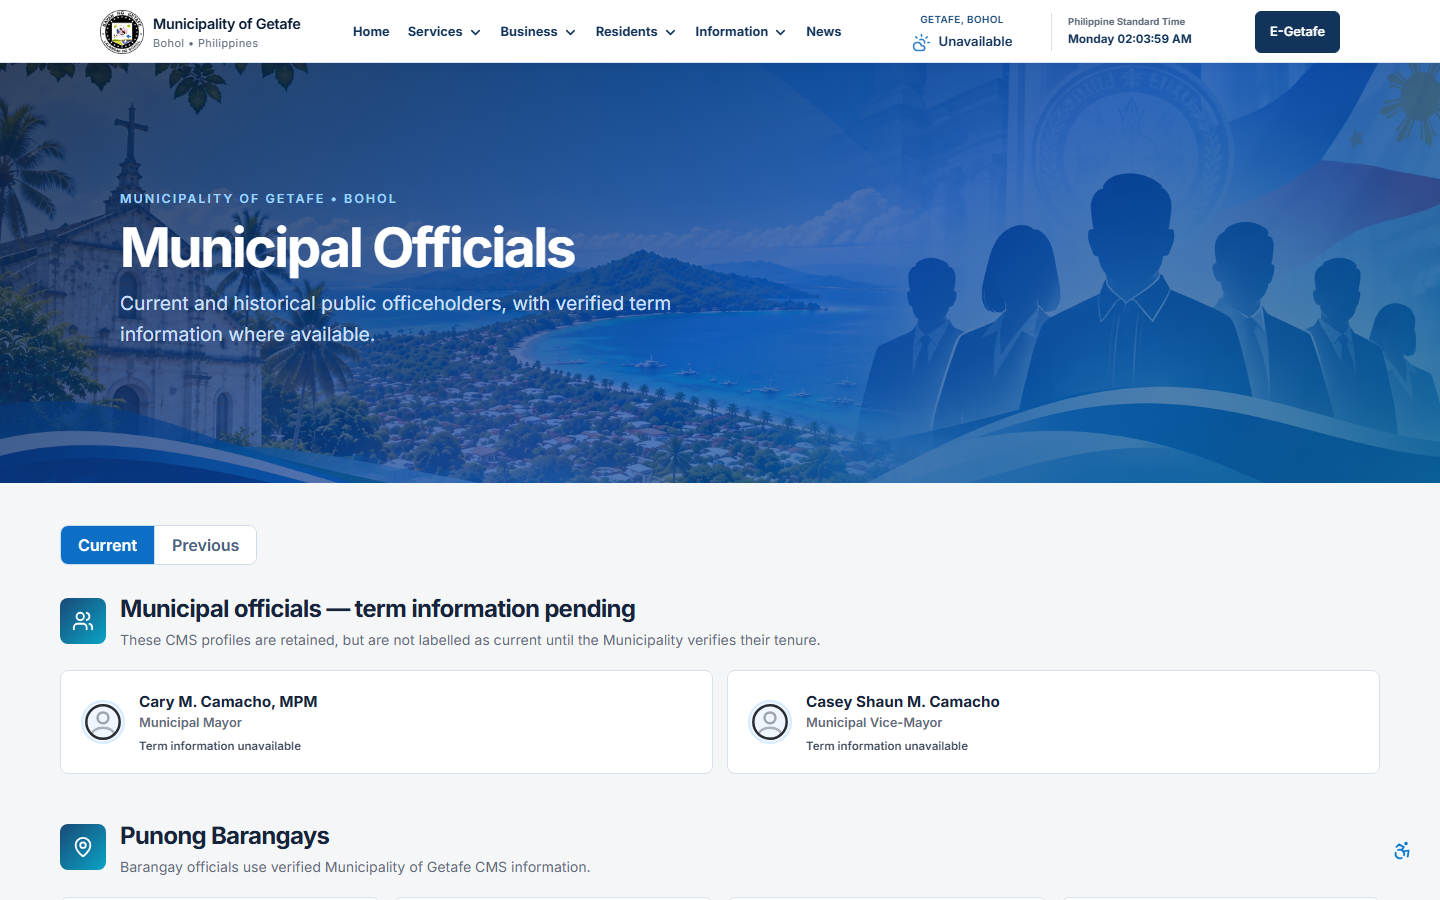 Municipality of Getafe
Bohol • Philippines
Home
Services
Business
Residents
Information
News
GETAFE, BOHOL
Unavailable
Philippine Standard Time
Monday 02:03:59 AM
E-Getafe
MUNICIPALITY OF GETAFE • BOHOL
Municipal Officials
Current and historical public officeholders, with verified term
information where available.
Current
Previous
Municipal officials — term information pending
These CMS profiles are retained, but are not labelled as current until the Municipality verifies their tenure.
Cary M. Camacho, MPM
Municipal Mayor
Term information unavailable
Casey Shaun M. Camacho
Municipal Vice-Mayor
Term information unavailable
Punong Barangays
Barangay officials use verified Municipality of Getafe CMS information.